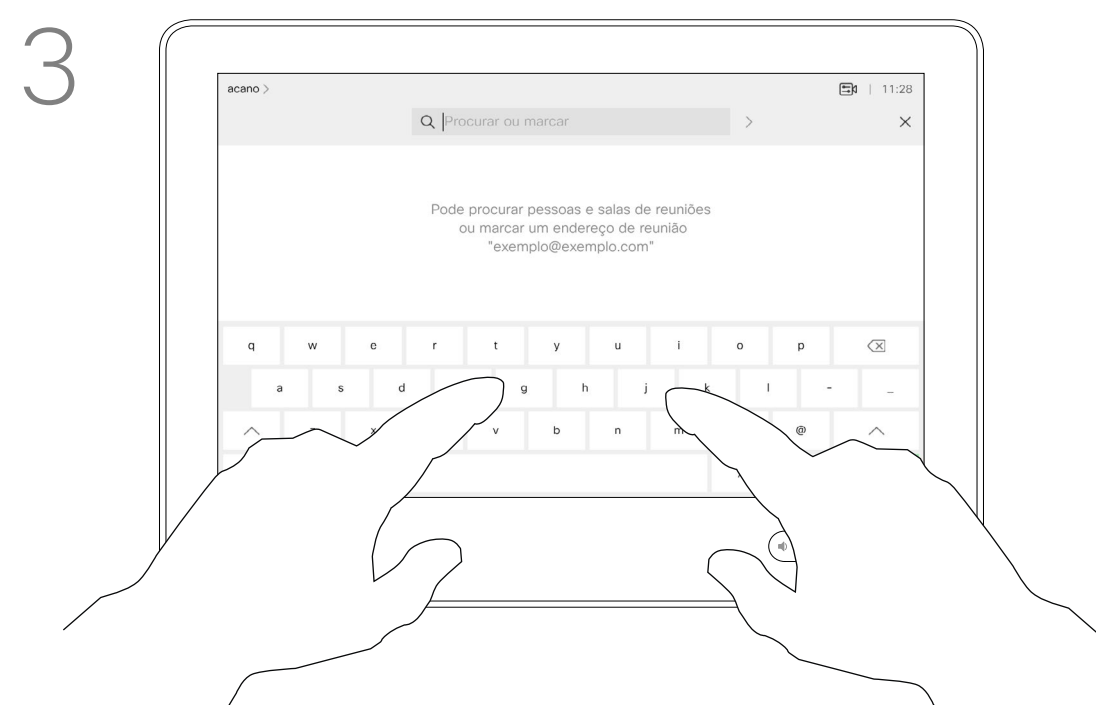 3
acano >
11:28
Procurar ou marcar
Pode procurar pessoas e salas de reuniões
ou marcar um endereço de reunião
"exemplo@exemplo.com"
q w e r t y u i o p
a s d g h j k l - _
x v b n m @